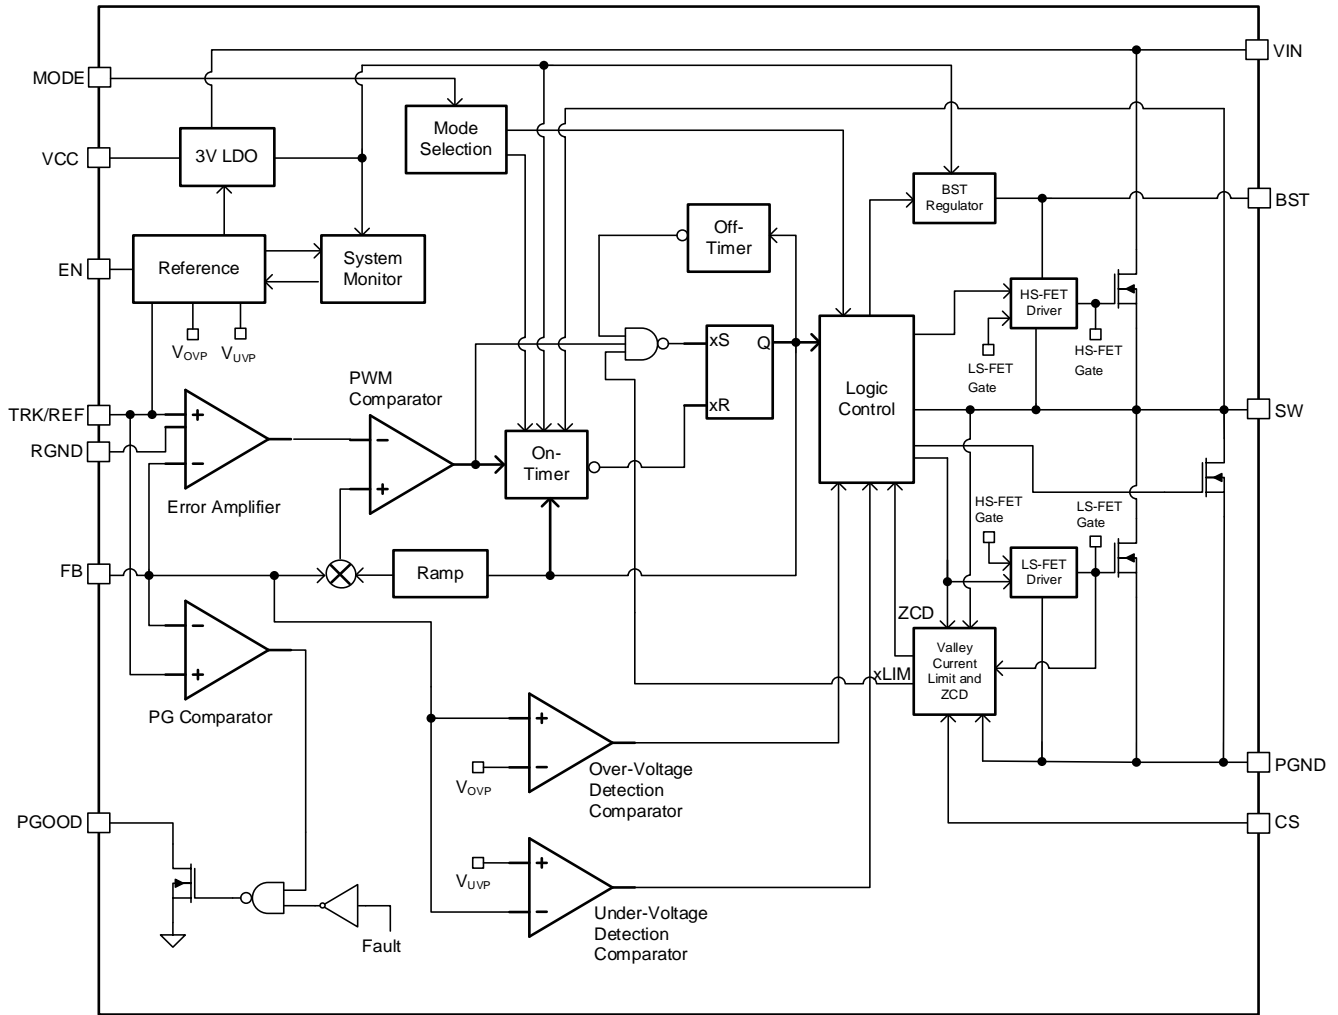 VIN
MODE
VCC
3V LDO
Mode
Selection
BST
Regulator
BST
EN
Reference
System
Monitor
Off-
Timer
VOVP
VUVP
HS-FET
Driver
LS-FET
Gate
HS-FET
Gate
xS
Q
xR
Logic
Control
PWM
Comparator
TRK/REF
RGND
+
−
Error Amplifier
−
+
On-
Timer
SW
FB
Ramp
HS-FET
Gate
LS-FET
Gate
LS-FET
Driver
ZCD
xLIM
Valley
Current
Limit and
ZCD
−
+
PG Comparator
+
−
VOVP
Over-Voltage
Detection
Comparator
PGND
PGOOD
CS
+
−
VUVP
Under-Voltage
Detection
Comparator
Fault